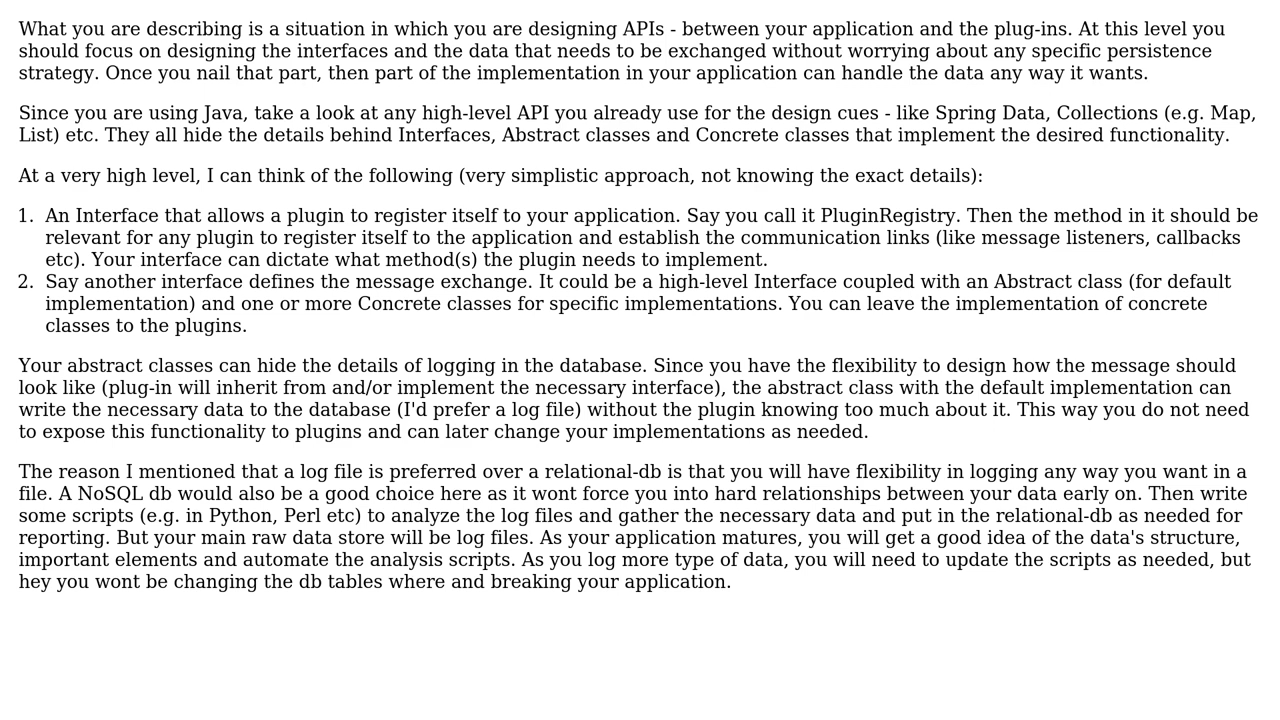 What you are describing is a situation in which you are designing APIs - between your application and the plug-ins. At this level you
should focus on designing the interfaces and the data that needs to be exchanged without worrying about any specific persistence
strategy. Once you nail that part, then part of the implementation in your application can handle the data any way it wants.
Since you are using Java, take a look at any high-level API you already use for the design cues - like Spring Data, Collections (e.g. Map,
List) etc. They all hide the details behind Interfaces, Abstract classes and Concrete classes that implement the desired functionality.
At a very high level, I can think of the following (very simplistic approach, not knowing the exact details):
1. An Interface that allows a plugin to register itself to your application. Say you call it PluginRegistry. Then the method in it should be
relevant for any plugin to register itself to the application and establish the communication links (like message listeners, callbacks
etc). Your interface can dictate what method(s) the plugin needs to implement.
2. Say another interface defines the message exchange. It could be a high-level Interface coupled with an Abstract class (for default
implementation) and one or more Concrete classes for specific implementations. You can leave the implementation of concrete
classes to the plugins.
Your abstract classes can hide the details of logging in the database. Since you have the flexibility to design how the message should
look like (plug-in will inherit from and/or implement the necessary interface), the abstract class with the default implementation can
write the necessary data to the database (I'd prefer a log file) without the plugin knowing too much about it. This way you do not need
to expose this functionality to plugins and can later change your implementations as needed.
The reason I mentioned that a log file is preferred over a relational-db is that you will have flexibility in logging any way you want in a
file. A NoSQL db would also be a good choice here as it wont force you into hard relationships between your data early on. Then write
some scripts (e.g. in Python, Perl etc) to analyze the log files and gather the necessary data and put in the relational-db as needed for
reporting. But your main raw data store will be log files. As your application matures, you will get a good idea of the data's structure,
important elements and automate the analysis scripts. As you log more type of data, you will need to update the scripts as needed, but
hey you wont be changing the db tables where and breaking your application.